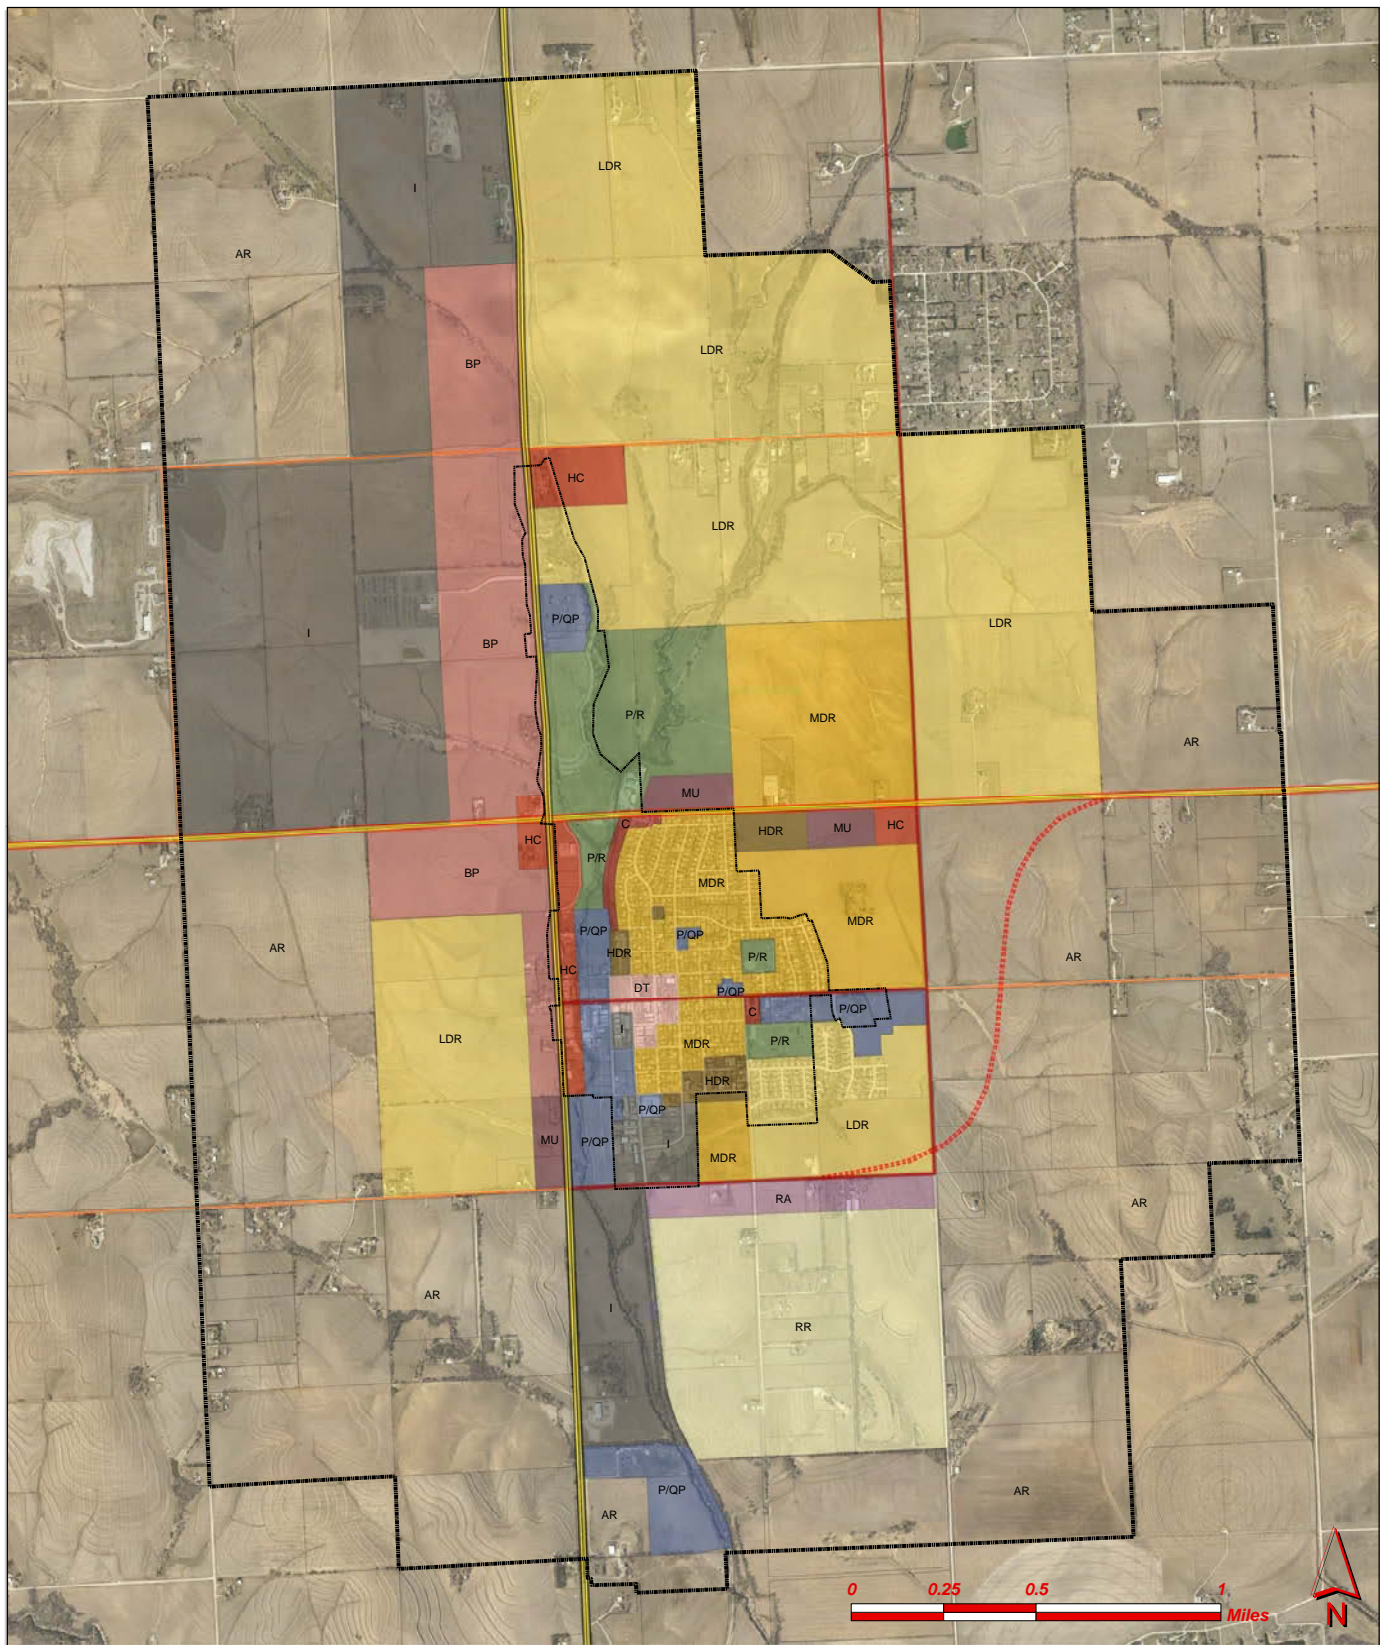 LDR
I
AR
LDR
BP
HC
LDR
P/QP
LDR
I
BP
P/R
MDR
AR
MU
C
HDR
MU
HC
HC
P/R
BP
MDR
MDR
P/QP
P/QP
AR
HDR
P/R
AR
HC
DT
P/QP
C
P/QP
I
LDR
MDR
P/R
HDR
P/QP
LDR
MU
P/QP
I
MDR
RA
AR
AR
I
RR
P/QP
AR
AR
0 0.25 0.5 1
Miles
N